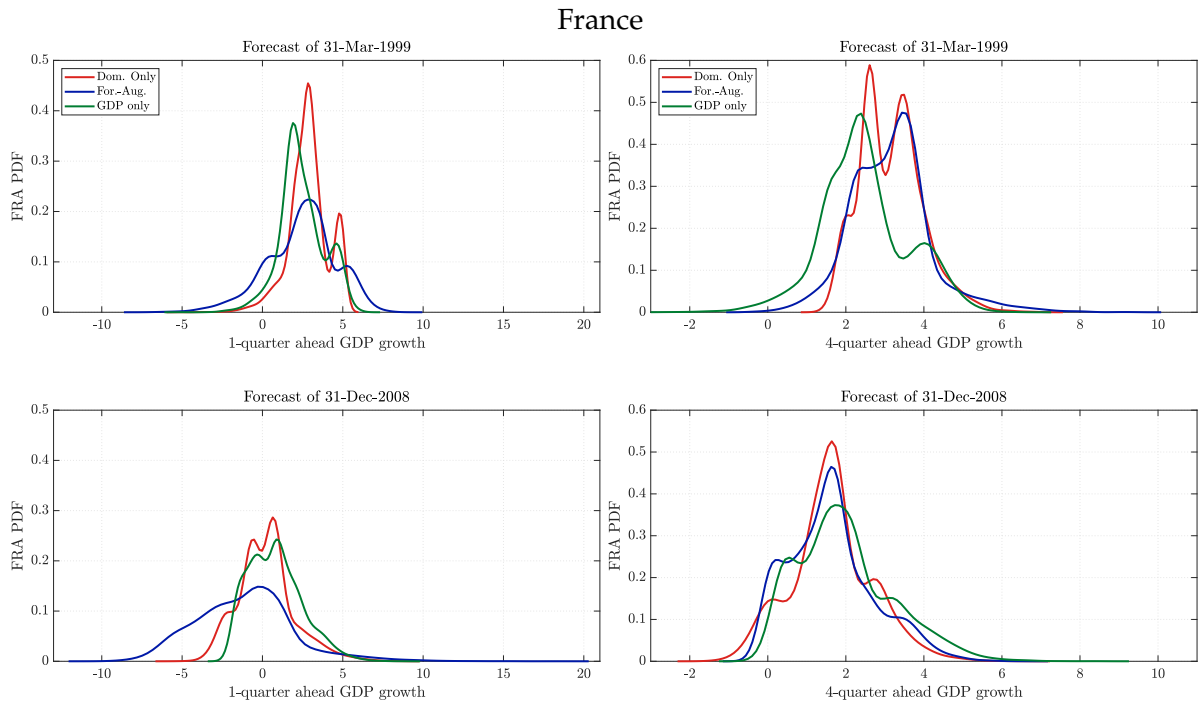 France
Forecast of 31-Mar-1999
0.5
0.4
0.3
0.2
0.1
0
FRA PDF
Dom. Only
For.-Aug.
GDP only
-10
-5
0
5
10
15
20
1-quarter ahead GDP growth
Forecast of 31-Mar-1999
0.6
0.5
0.4
0.3
0.2
0.1
0
FRA PDF
Dom. Only
For.-Aug.
GDP only
-2
0
2
4
6
8
10
4-quarter ahead GDP growth
Forecast of 31-Dec-2008
0.5
0.4
0.3
0.2
0.1
0
FRA PDF
-10
-5
0
5
10
15
20
1-quarter ahead GDP growth
Forecast of 31-Dec-2008
0.6
0.5
0.4
0.3
0.2
0.1
0
FRA PDF
-2
0
2
4
6
8
10
4-quarter ahead GDP growth